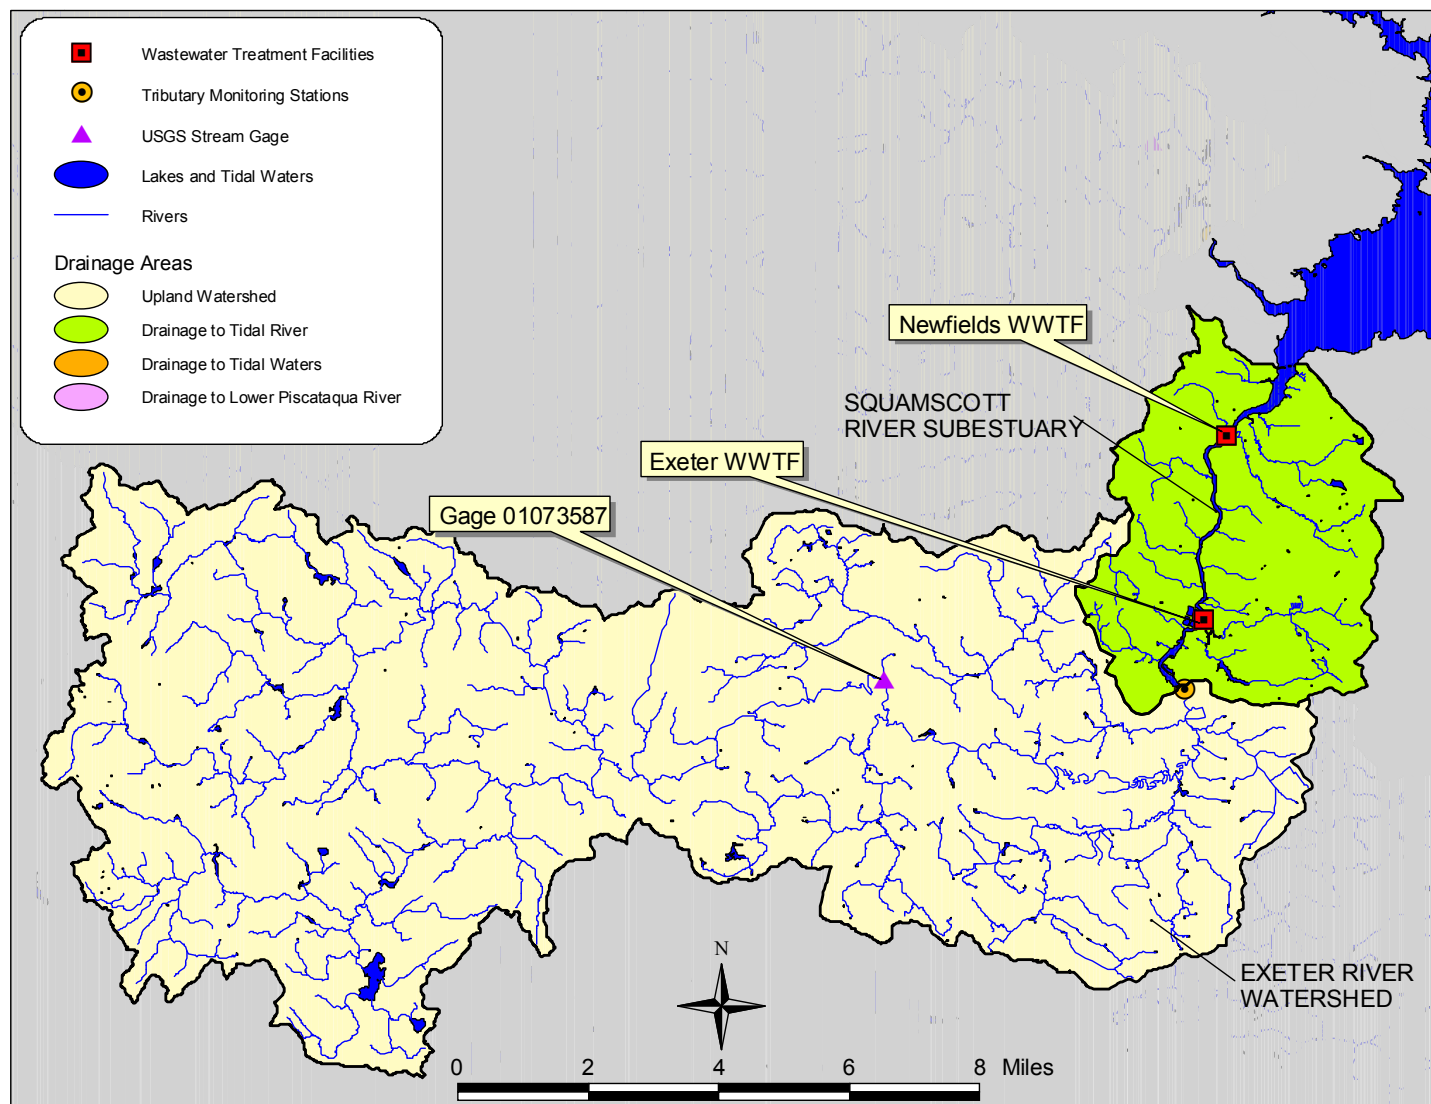 Wastewater Treatment Facilities
Tributary Monitoring Stations
USGS Stream Gage
Lakes and Tidal Waters
Rivers
Drainage Areas
Upland Watershed
Drainage to Tidal River
Drainage to Tidal Waters
Drainage to Lower Piscataqua River
Newfields WWTF
SQUAMSCOTT
RIVER SUBESTUARY
Exeter WWTF
Gage 01073587
EXETER RIVER
WATERSHED
N
0 2 4 6 8 Miles